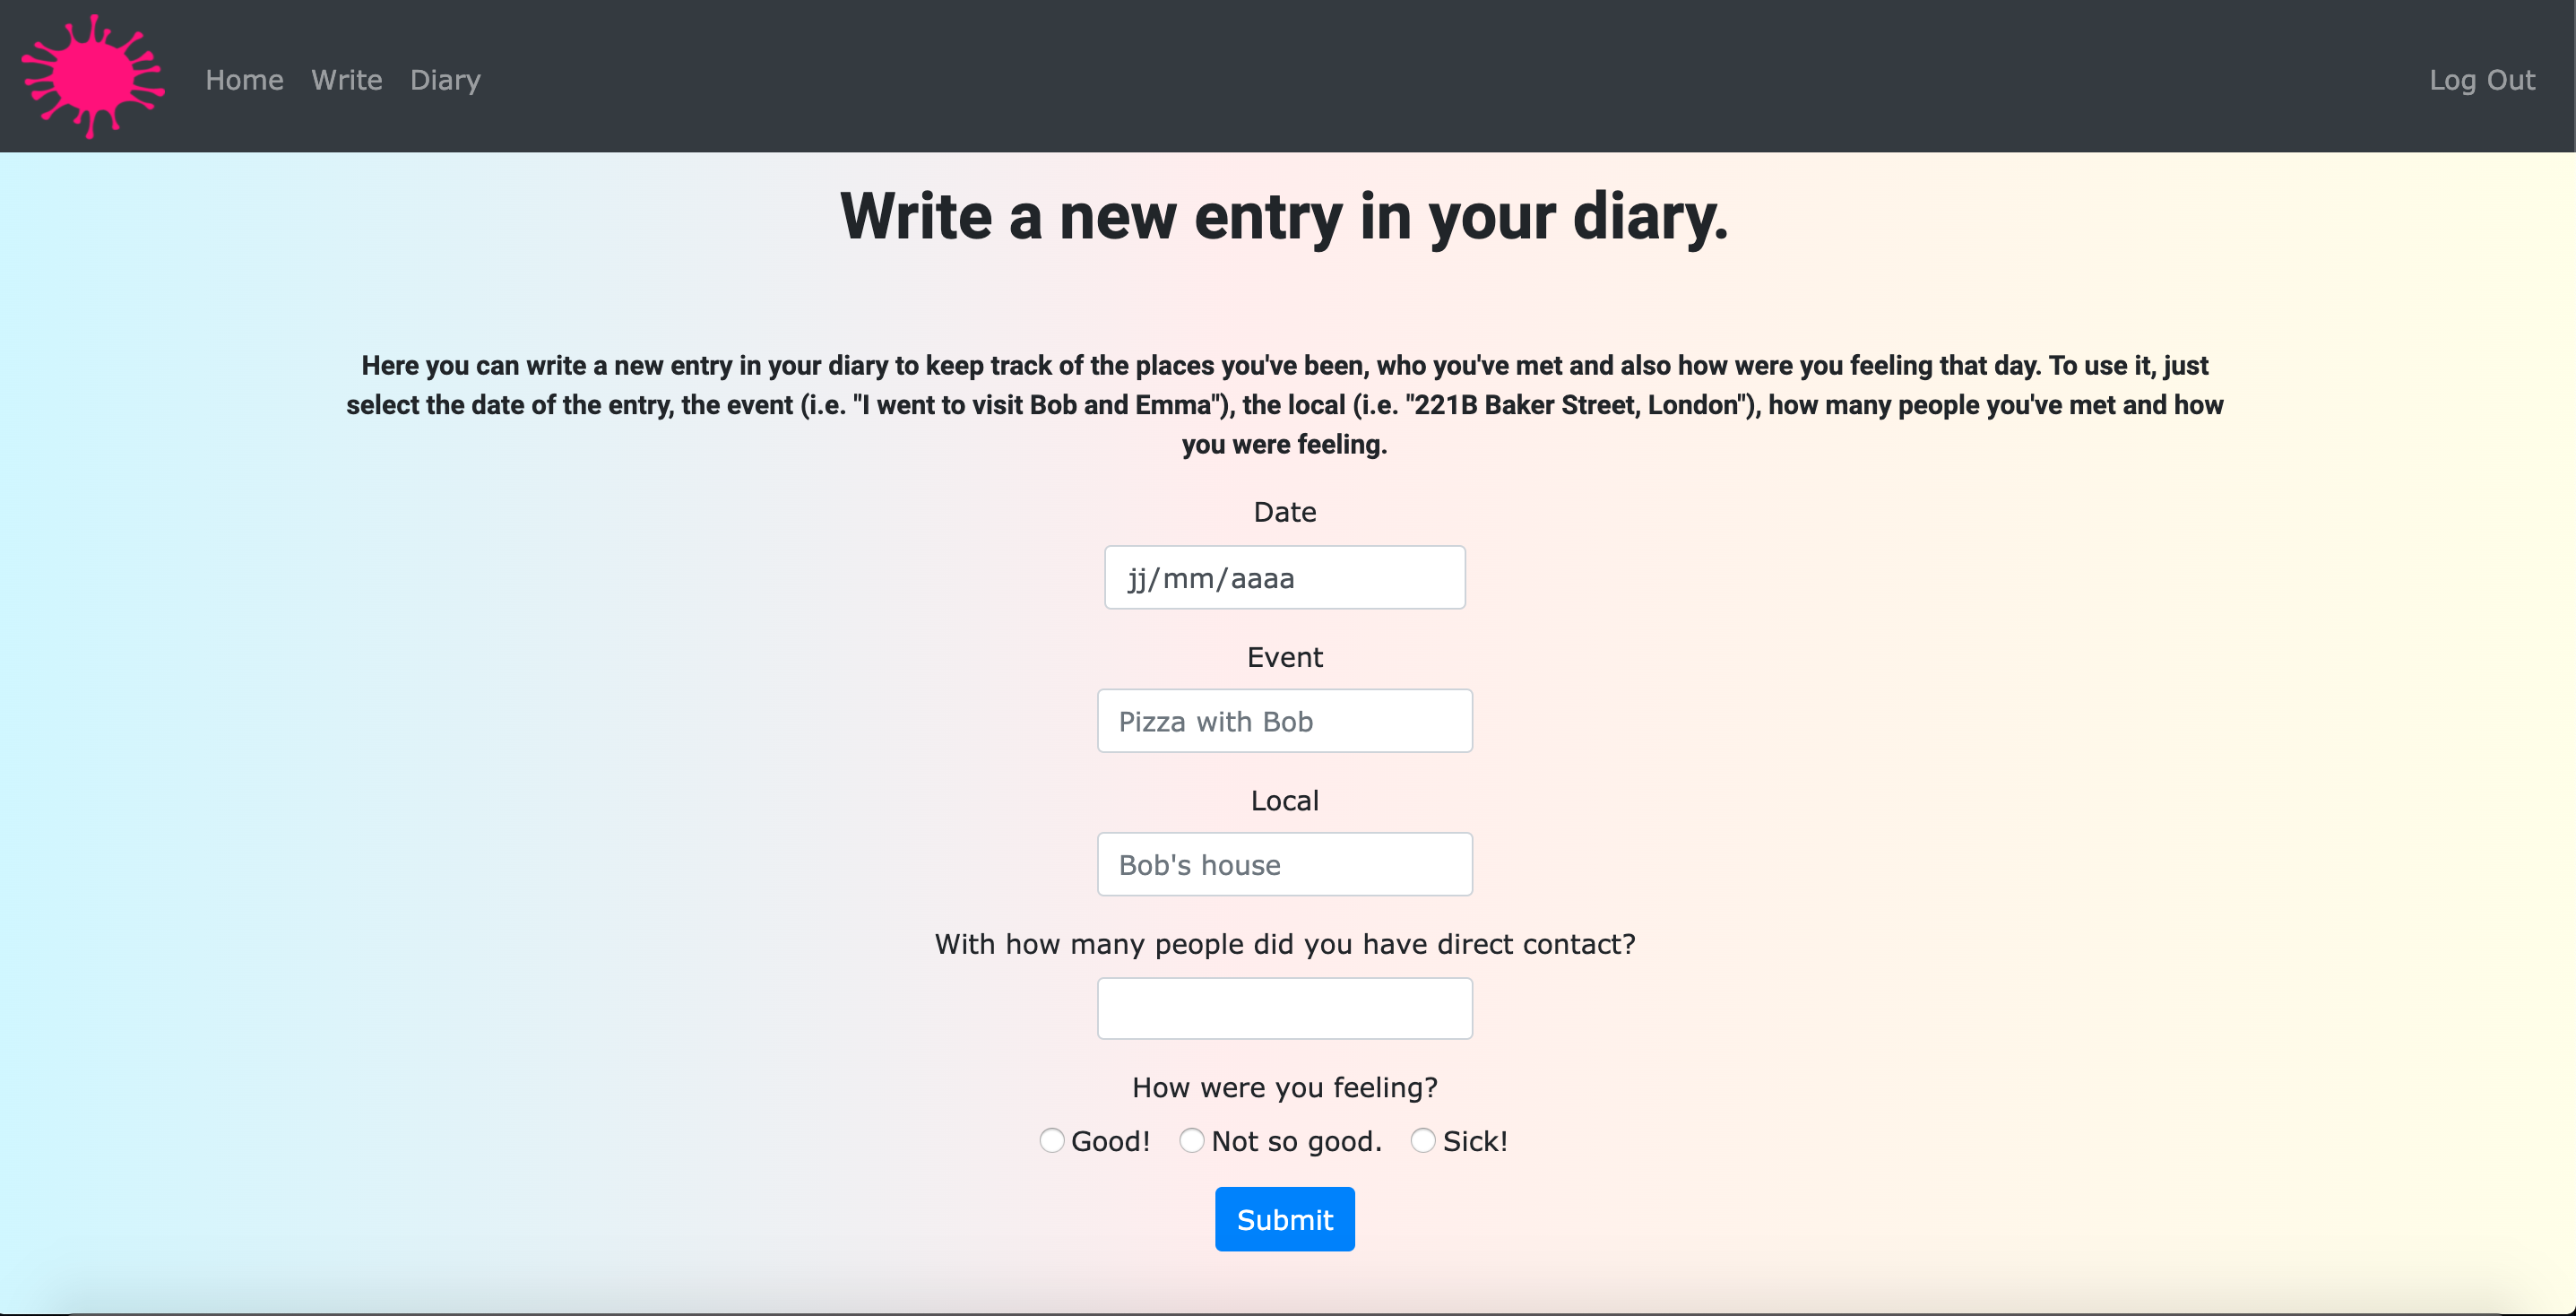 Home Write Diary Log Out
Write a new entry in your diary.
Here you can write a new entry in your diary to keep track of the places you've been, who you've met and also how were you feeling that day. To use it, just
select the date of the entry, the event (i.e. "I went to visit Bob and Emma"), the local (i.e. "221B Baker Street, London"), how many people you've met and how
you were feeling.
Date
jj/mm/aaaa
Event
Pizza with Bob
Local
Bob's house
With how many people did you have direct contact?
How were you feeling?
Good! Not so good. Sick!
Submit